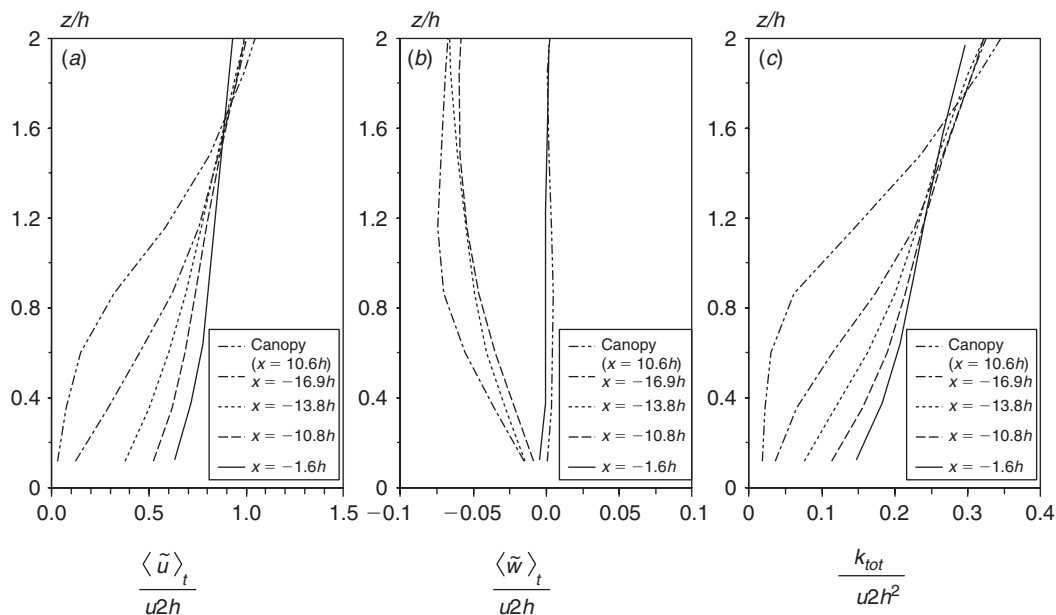 z/h
(a)
2
1.6
1.2
0.8
0.4
0
0.0
0.5
1.0
1.5
Canopy
(x = 10.6h)
x = −16.9h
x = −13.8h
x = −10.8h
x = −1.6h
⟨ũ⟩t
u2h
z/h
(b)
2
1.6
1.2
0.8
0.4
0
−0.1
−0.05
0.0
0.05
0.1
Canopy
(x = 10.6h)
x = −16.9h
x = −13.8h
x = −10.8h
x = −1.6h
⟨w̃⟩t
u2h
z/h
(c)
2
1.6
1.2
0.8
0.4
0
0
0.1
0.2
0.3
0.4
Canopy
(x = 10.6h)
x = −16.9h
x = −13.8h
x = −10.8h
x = −1.6h
ktot
u2h²